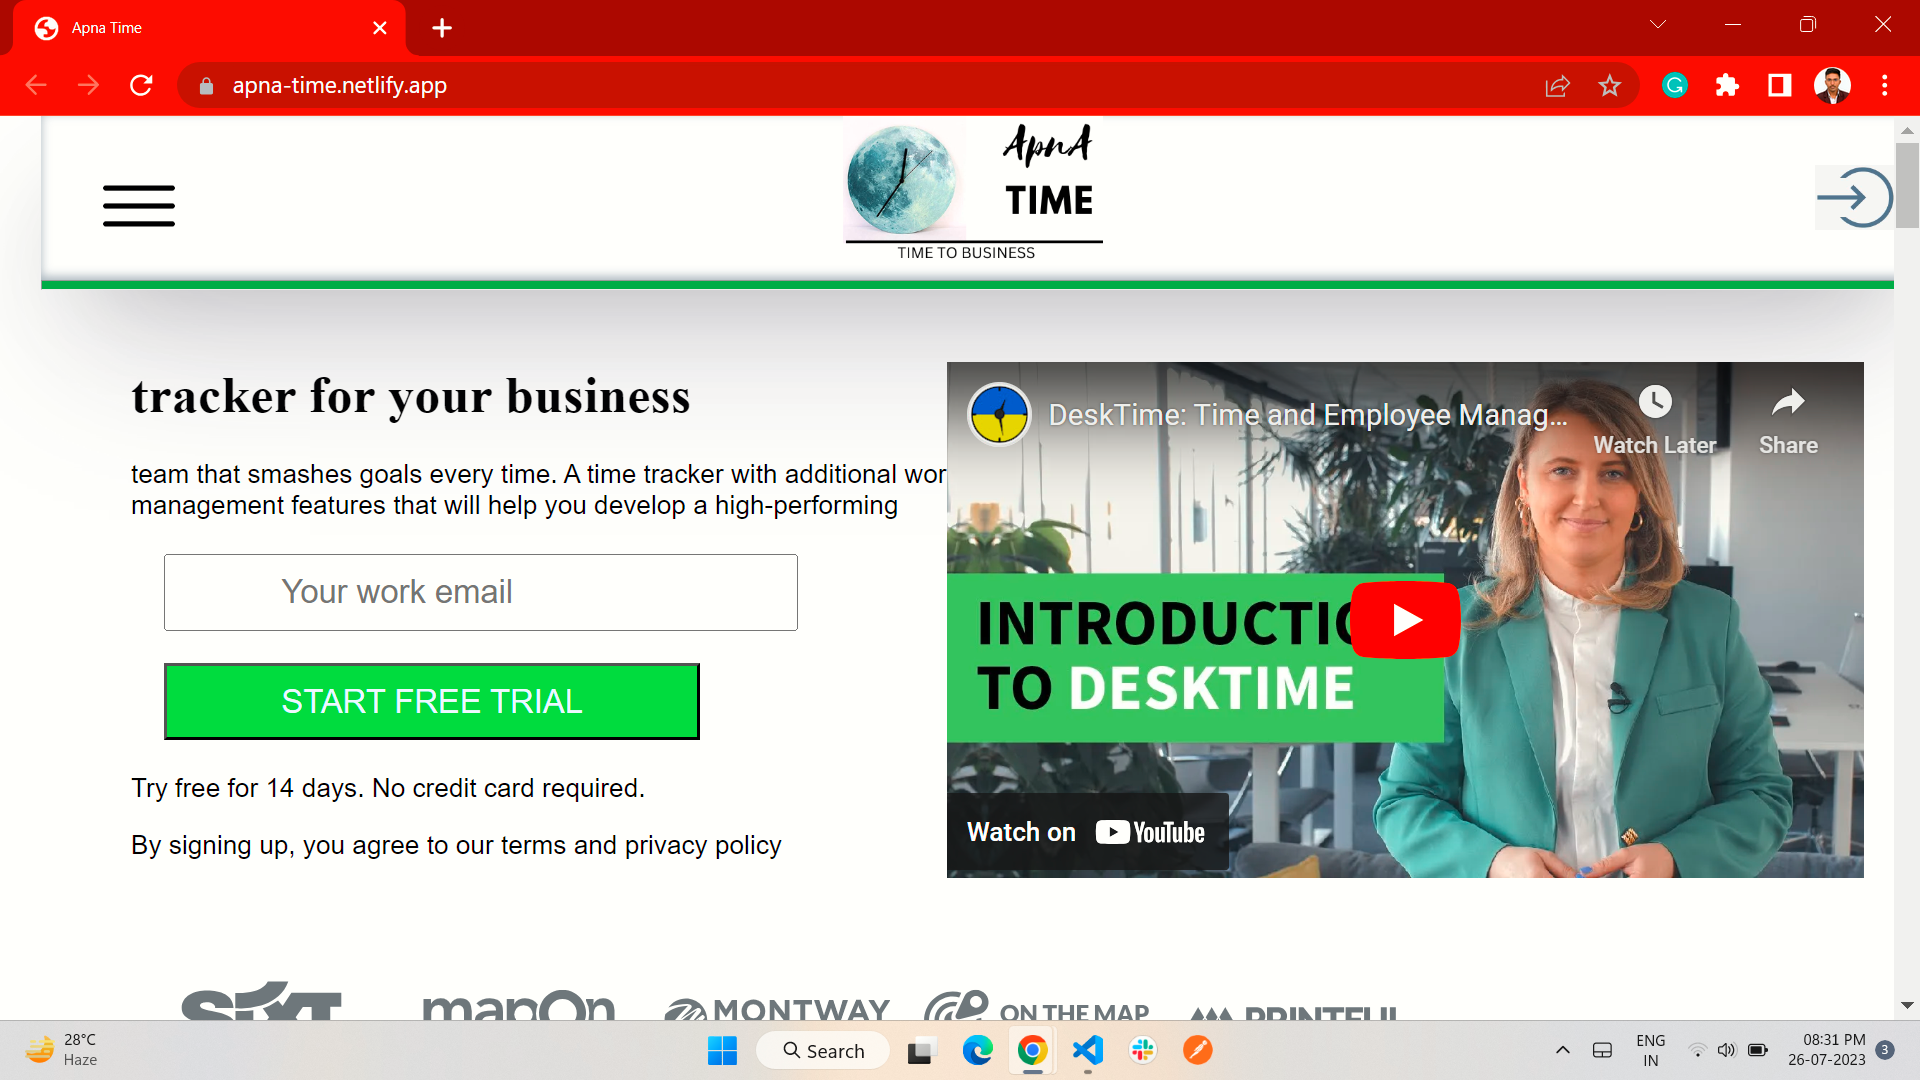 Apna Time
apna-time.netlify.app
ApnA
TIME
TIME TO BUSINESS
tracker for your business
team that smashes goals every time. A time tracker with additional wor
management features that will help you develop a high-performing
Your work email
START FREE TRIAL
Try free for 14 days. No credit card required.
By signing up, you agree to our terms and privacy policy
DeskTime: Time and Employee Manag...
Watch Later
Share
INTRODUCTIO
TO DESKTIME
Watch on YouTube
SIXT
mapOn
MONTWAY
ON THE MAP
PRINTFUL
28°C
Haze
Search
ENG
IN
08:31 PM
26-07-2023
3